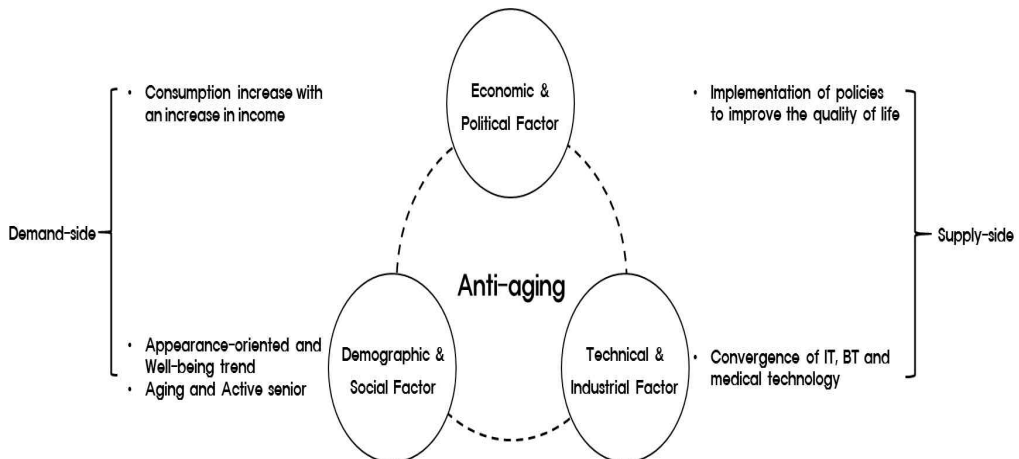 Economic &
Political Factor
• Consumption increase with
an increase in income
• Implementation of policies
to improve the quality of life
Demand-side
Supply-side
Anti-aging
• Appearance-oriented and
Well-being trend
• Aging and Active senior
Demographic &
Social Factor
Technical &
Industrial Factor
• Convergence of IT, BT and
medical technology